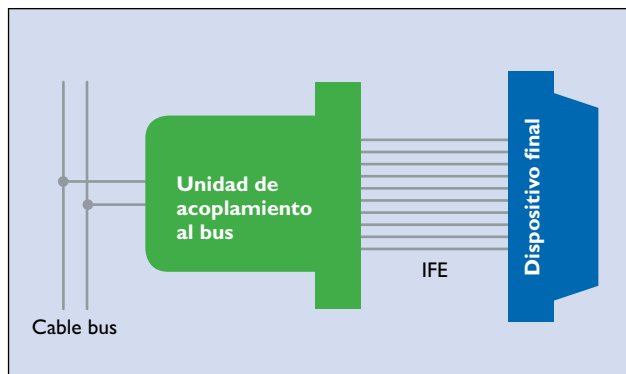 Unidad de
acoplamiento
al bus
Dispositivo final
IFE
Cable bus